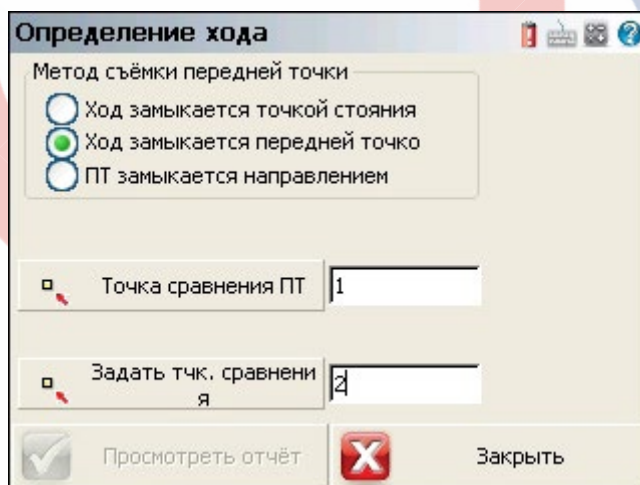 Определение хода
Метод съёмки передней точки
Ход замыкается точкой стояния
Ход замыкается передней точко
ПТ замыкается направлением
Точка сравнения ПТ 1
Задать тчк. сравнени
я 2
Просмотреть отчёт Закрыть